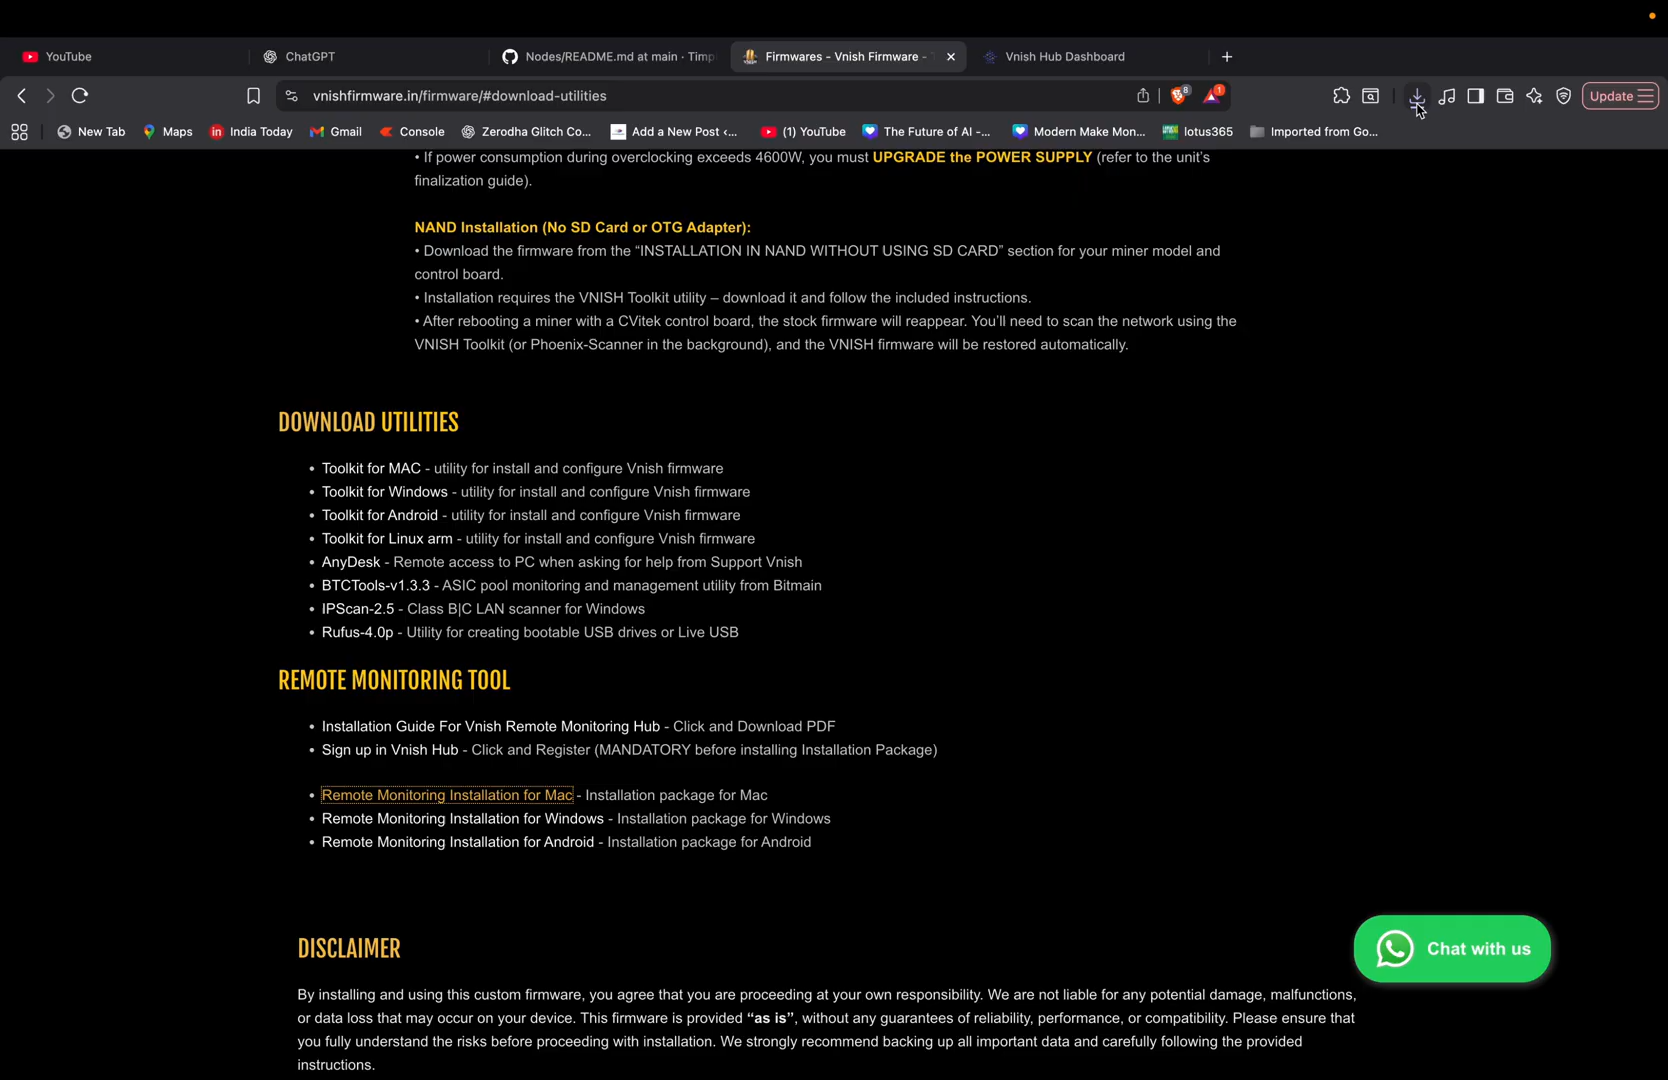 YouTube
ChatGPT
Nodes/README.md at main · Timp
Firmwares - Vnish Firmware -
Vnish Hub Dashboard
vnishfirmware.in/firmware/#download-utilities
8
1
Update
New Tab
Maps
in India Today
Gmail
Console
Zerodha Glitch Co...
Add a New Post ‹...
(1) YouTube
The Future of AI -...
Modern Make Mon...
lotus365
Imported from Go...
• If power consumption during overclocking exceeds 4600W, you must UPGRADE the POWER SUPPLY (refer to the unit's
finalization guide).
NAND Installation (No SD Card or OTG Adapter):
• Download the firmware from the “INSTALLATION IN NAND WITHOUT USING SD CARD” section for your miner model and
control board.
• Installation requires the VNISH Toolkit utility – download it and follow the included instructions.
• After rebooting a miner with a CVitek control board, the stock firmware will reappear. You'll need to scan the network using the
VNISH Toolkit (or Phoenix-Scanner in the background), and the VNISH firmware will be restored automatically.
DOWNLOAD UTILITIES
• Toolkit for MAC - utility for install and configure Vnish firmware
• Toolkit for Windows - utility for install and configure Vnish firmware
• Toolkit for Android - utility for install and configure Vnish firmware
• Toolkit for Linux arm - utility for install and configure Vnish firmware
• AnyDesk - Remote access to PC when asking for help from Support Vnish
• BTCTools-v1.3.3 - ASIC pool monitoring and management utility from Bitmain
• IPScan-2.5 - Class B|C LAN scanner for Windows
• Rufus-4.0p - Utility for creating bootable USB drives or Live USB
REMOTE MONITORING TOOL
• Installation Guide For Vnish Remote Monitoring Hub - Click and Download PDF
• Sign up in Vnish Hub - Click and Register (MANDATORY before installing Installation Package)
• Remote Monitoring Installation for Mac - Installation package for Mac
• Remote Monitoring Installation for Windows - Installation package for Windows
• Remote Monitoring Installation for Android - Installation package for Android
Chat with us
DISCLAIMER
By installing and using this custom firmware, you agree that you are proceeding at your own responsibility. We are not liable for any potential damage, malfunctions,
or data loss that may occur on your device. This firmware is provided “as is”, without any guarantees of reliability, performance, or compatibility. Please ensure that
you fully understand the risks before proceeding with installation. We strongly recommend backing up all important data and carefully following the provided
instructions.